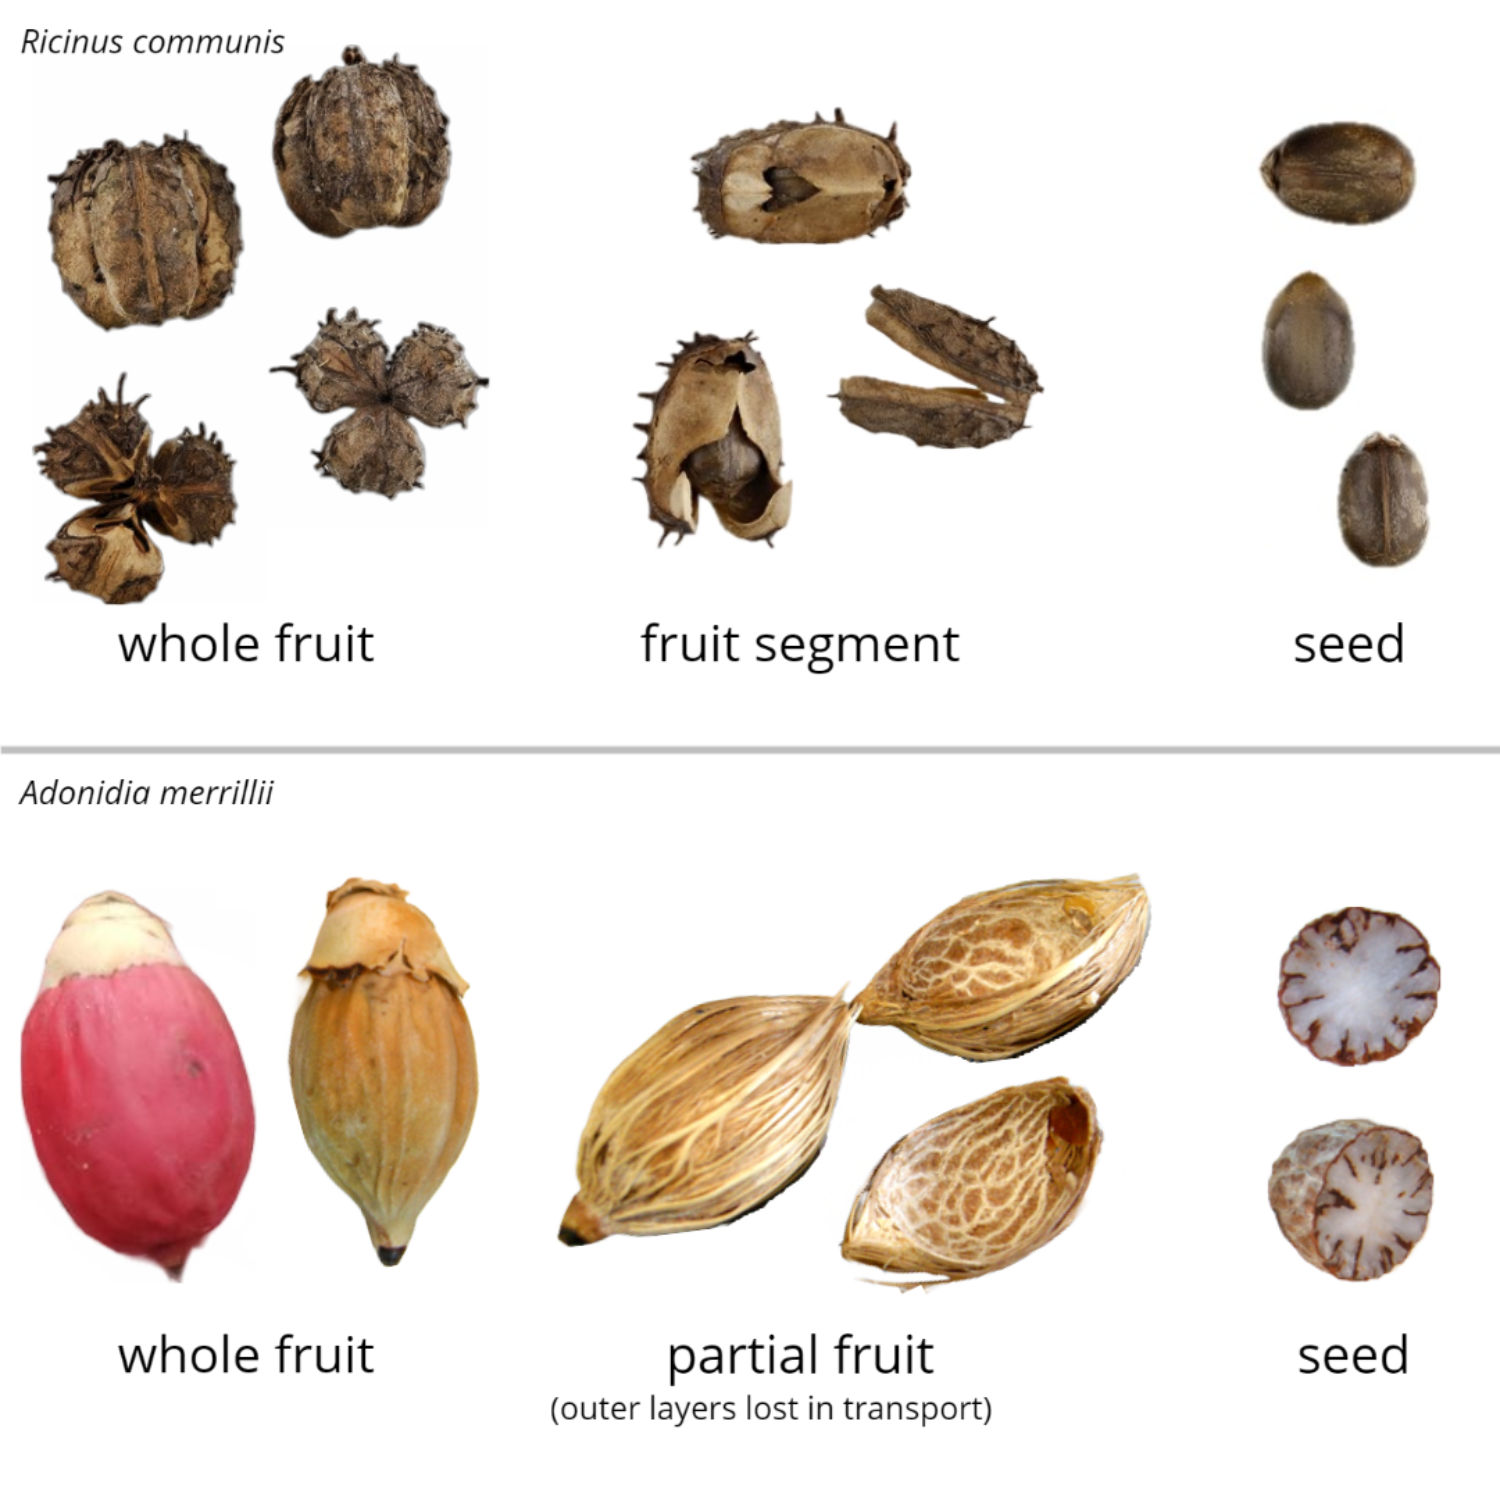 Ricinus communis
whole fruit
fruit segment
seed
Adonidia merrillii
whole fruit
partial fruit
(outer layers lost in transport)
seed